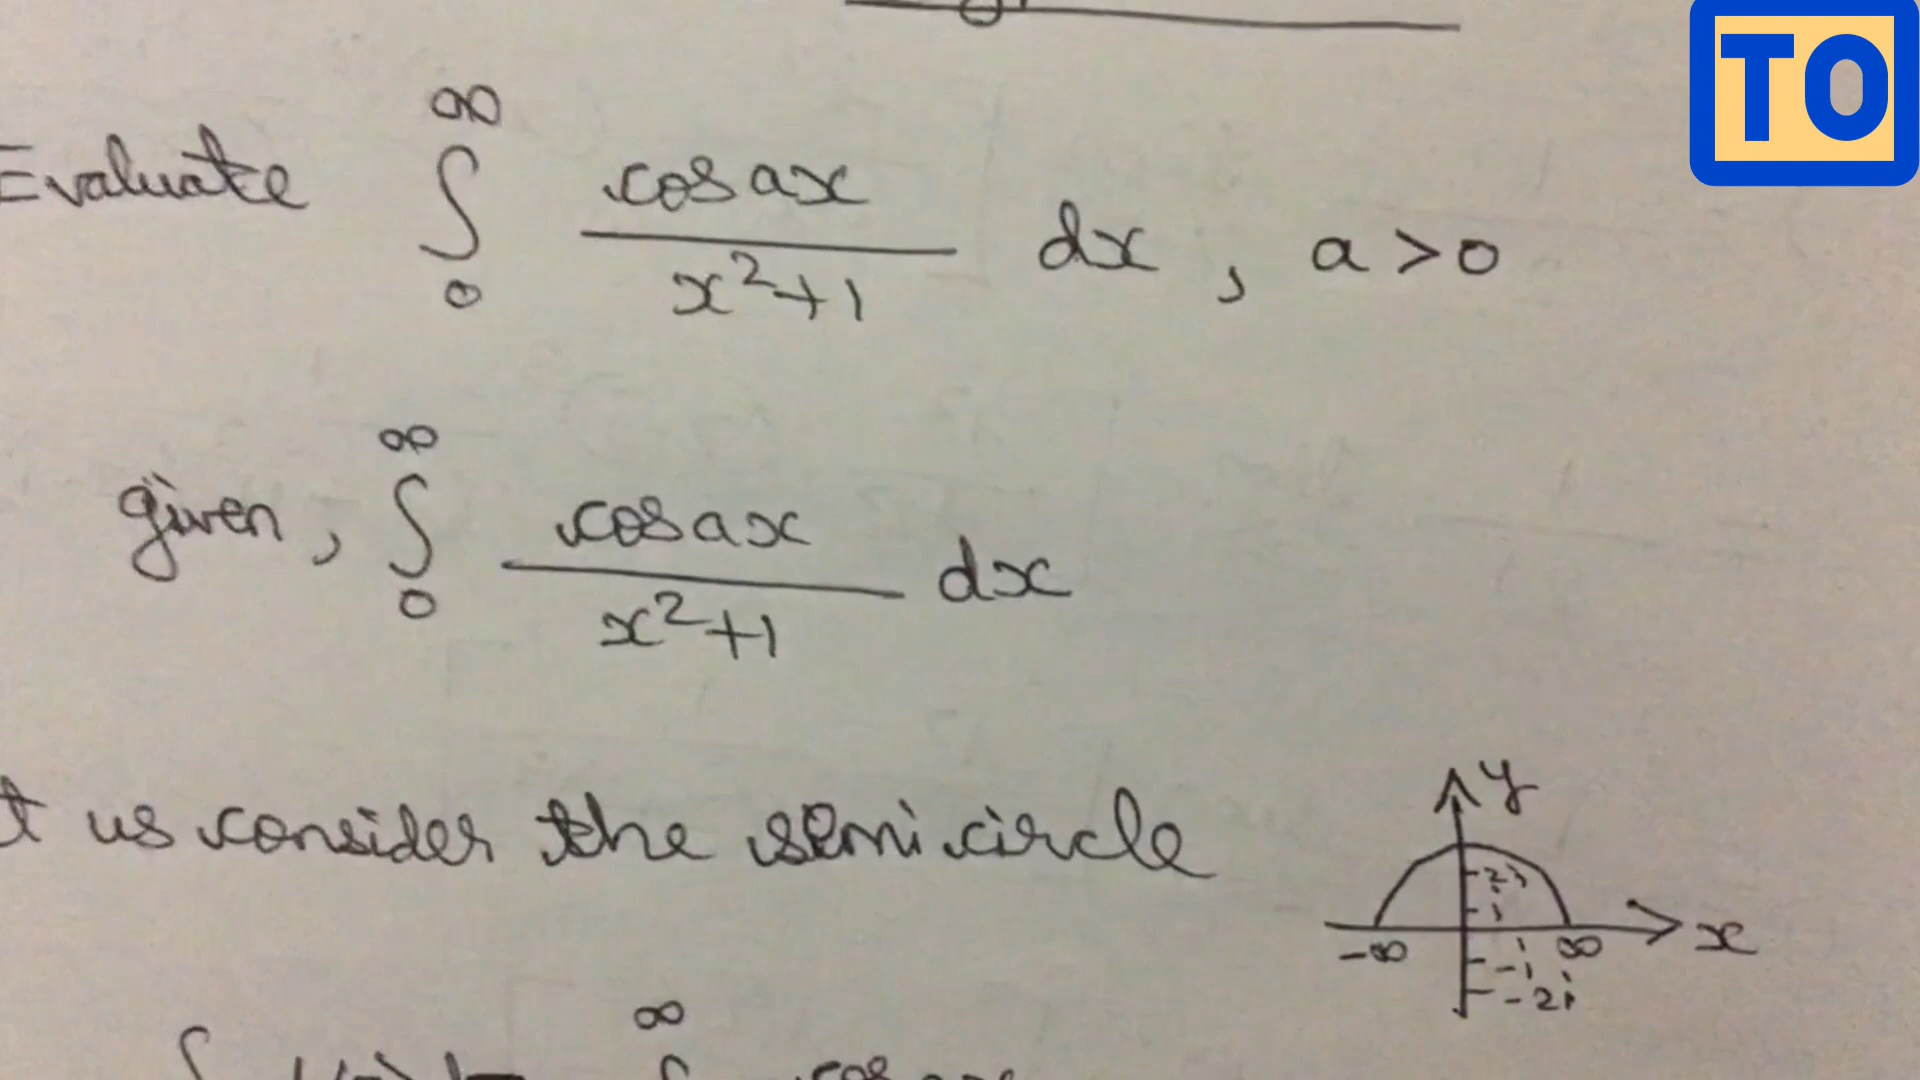 TO
Evaluate ∫₀^∞ cos ax / x²+1 dx , a > 0
given, ∫₀^∞ cos ax / x²+1 dx
us consider the semi circle
y
2i
i
-∞ ∞ x
-i
-2i
∞